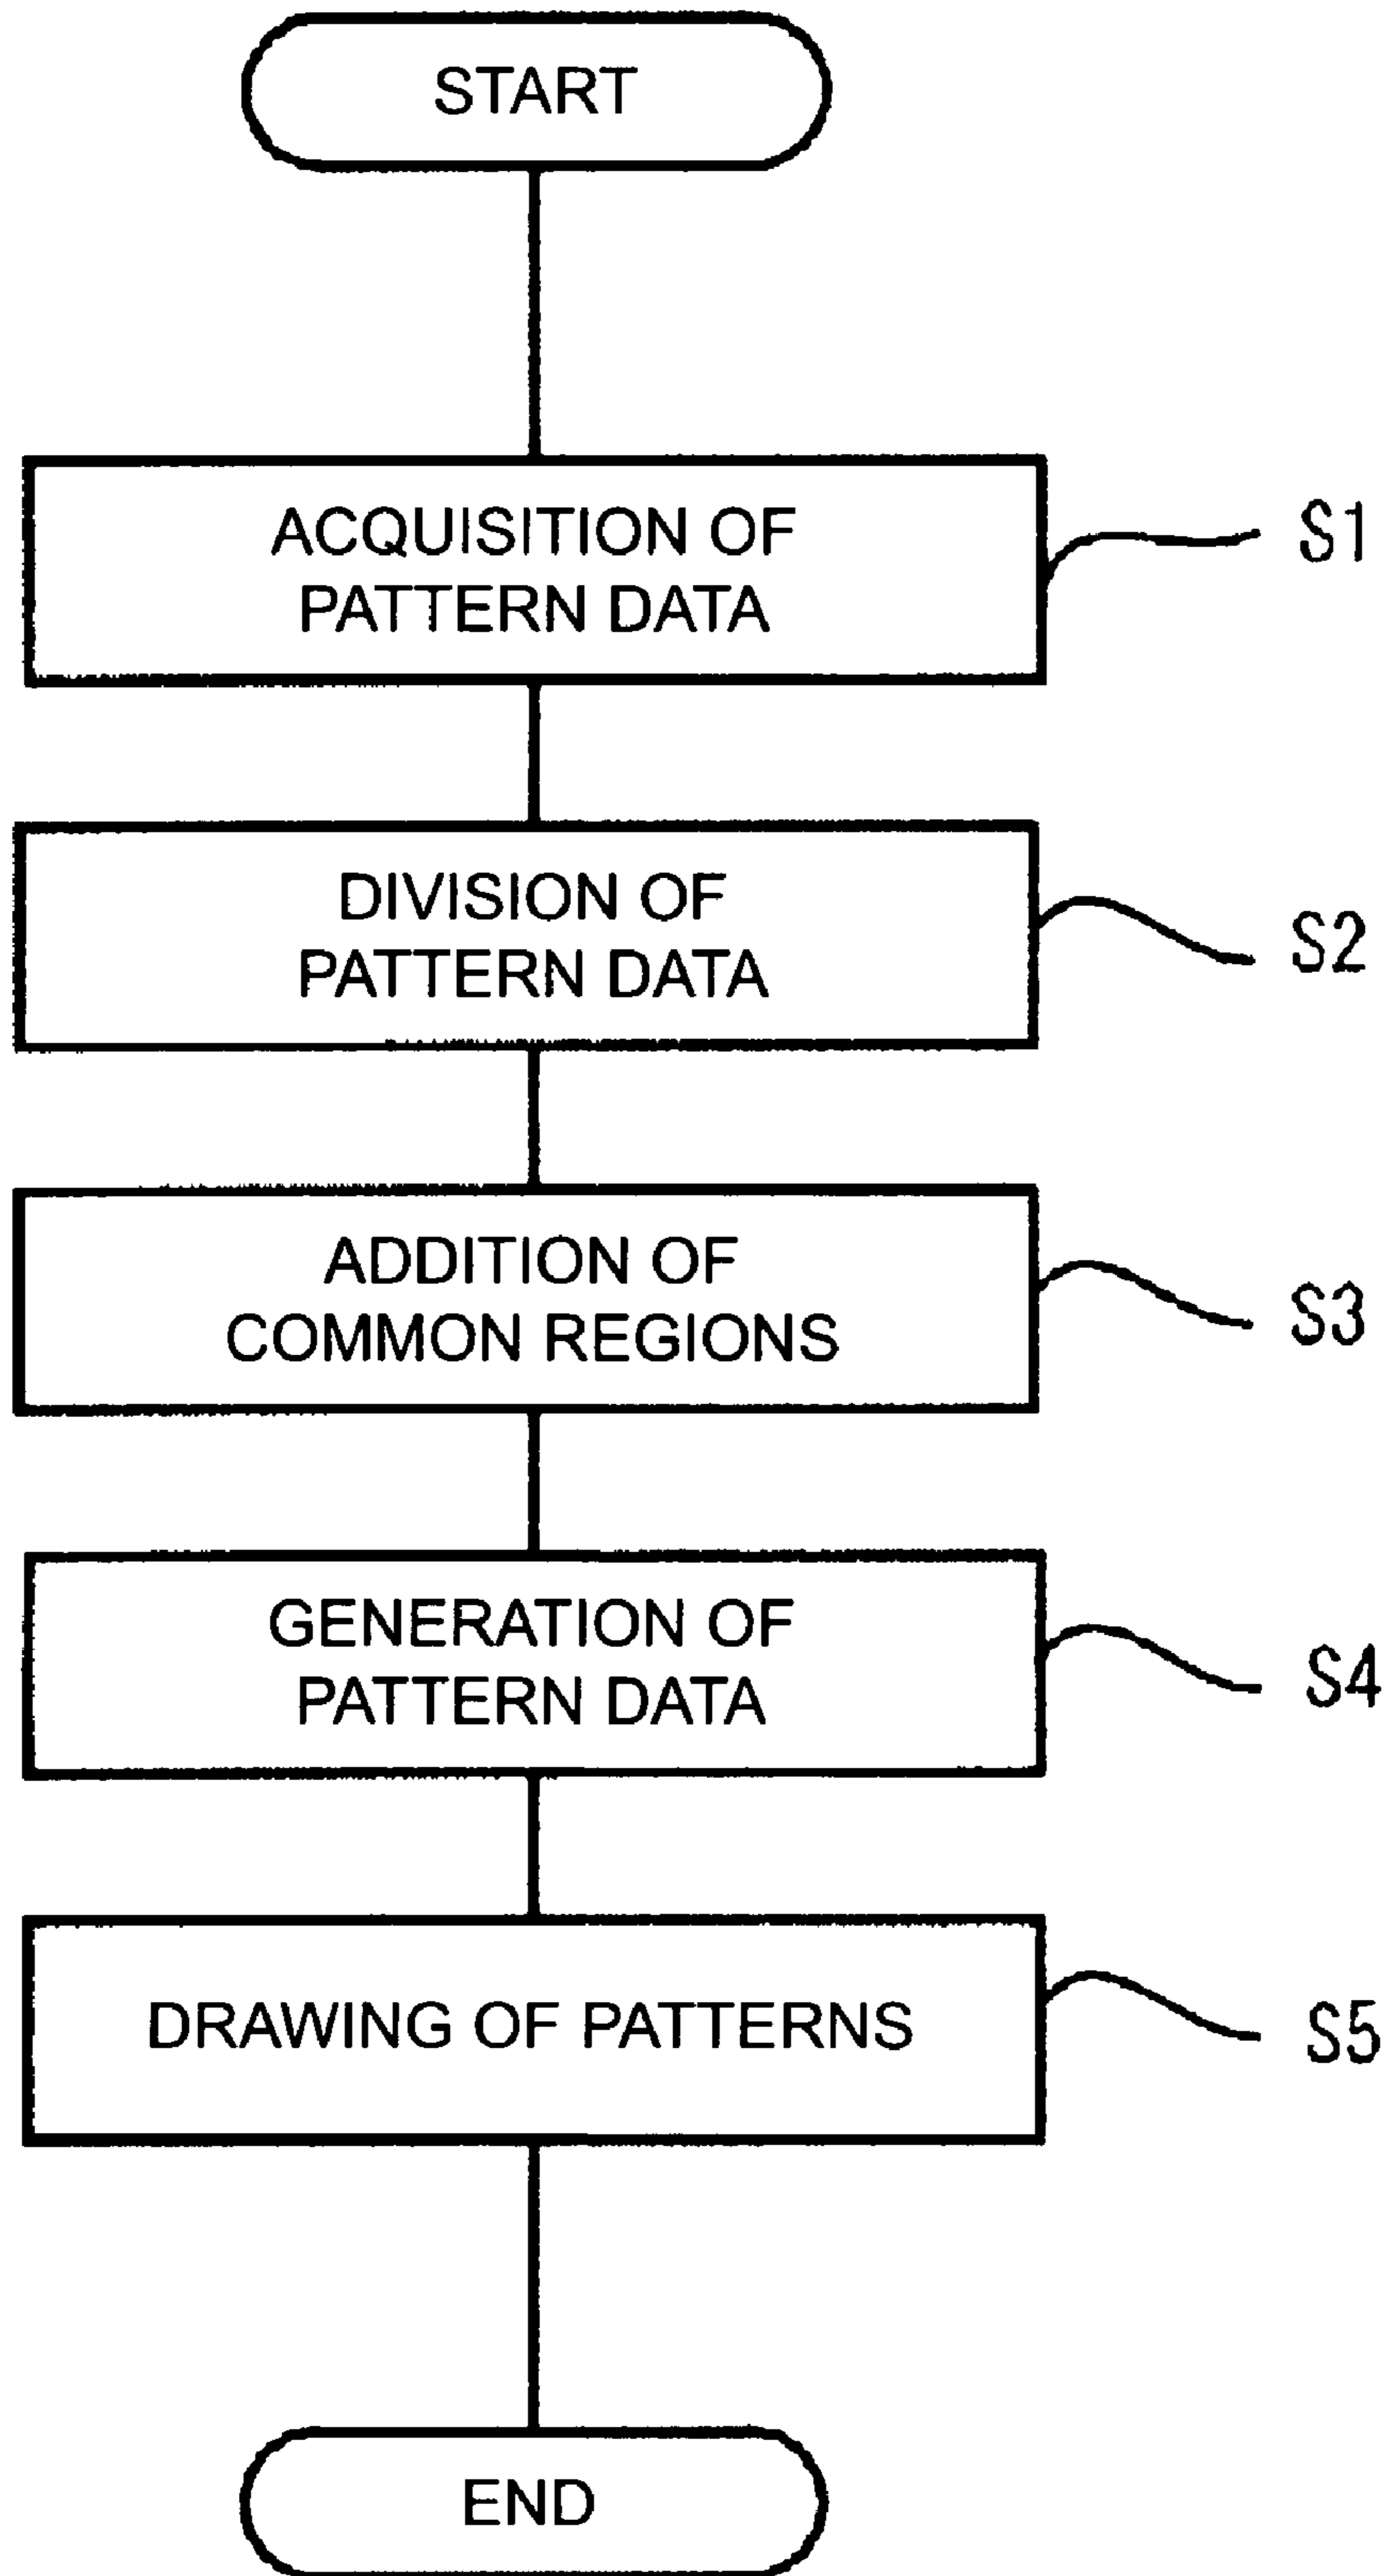 START
ACQUISITION OF
PATTERN DATA
S1
DIVISION OF
PATTERN DATA
S2
ADDITION OF
COMMON REGIONS
S3
GENERATION OF
PATTERN DATA
S4
DRAWING OF PATTERNS
S5
END